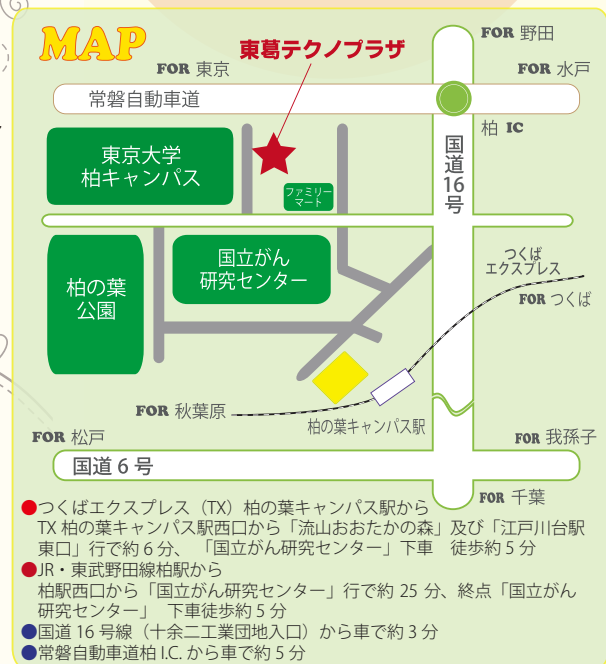 MAP
東葛テクノプラザ
FOR 野田
FOR 東京
FOR 水戸
常磐自動車道
柏 IC
国道16号
東京大学
柏キャンパス
ファミリー
マート
国立がん
研究センター
柏の葉
公園
つくば
エクスプレス
FOR つくば
FOR 秋葉原
柏の葉キャンパス駅
FOR 松戸
FOR 我孫子
国道 6 号
FOR 千葉
●つくばエクスプレス（TX）柏の葉キャンパス駅から
TX 柏の葉キャンパス駅西口から「流山おおたかの森」及び「江戸川台駅
東口」行で約 6 分、 「国立がん研究センター」下車 徒歩約 5 分
●JR・東武野田線柏駅から
柏駅西口から「国立がん研究センター」行で約 25 分、終点「国立がん
研究センター」 下車徒歩約 5 分
●国道 16 号線（十余二工業団地入口）から車で約 3 分
●常磐自動車道柏 I.C. から車で約 5 分